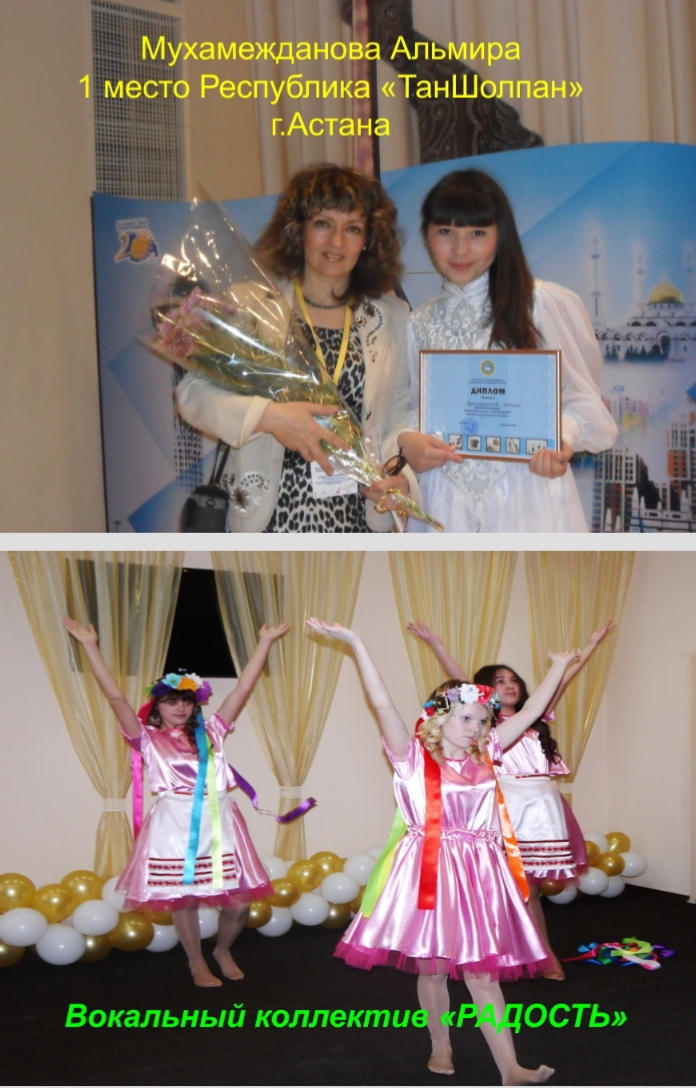 Мухамежданова Альмира
1 место Республика «ТанШолпан»
г.Астана
ДИПЛОМ
Вокальный коллектив «РАДОСТЬ»